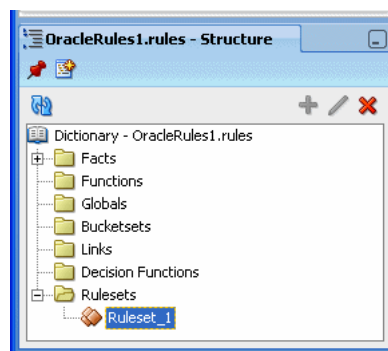 OracleRules1.rules - Structure
Dictionary - OracleRules1.rules
Facts
Functions
Globals
Bucketsets
Links
Decision Functions
Rulesets
Ruleset_1